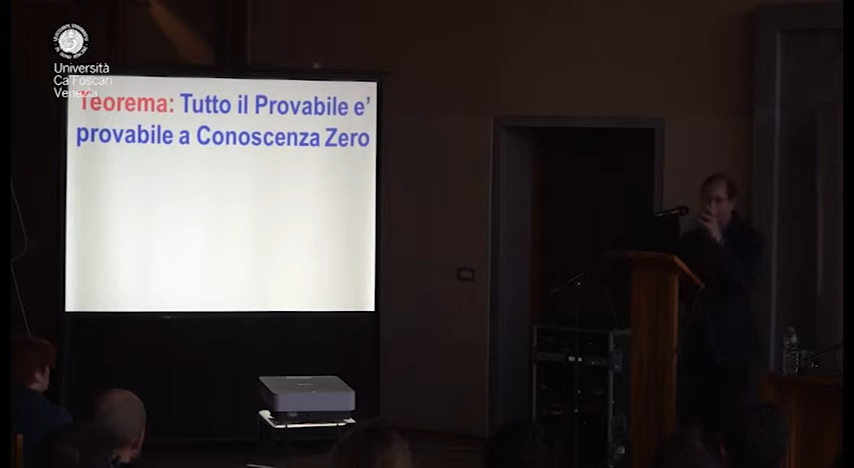 Università
Ca'Foscari
Venezia
Teorema: Tutto il Provabile e’
provabile a Conoscenza Zero